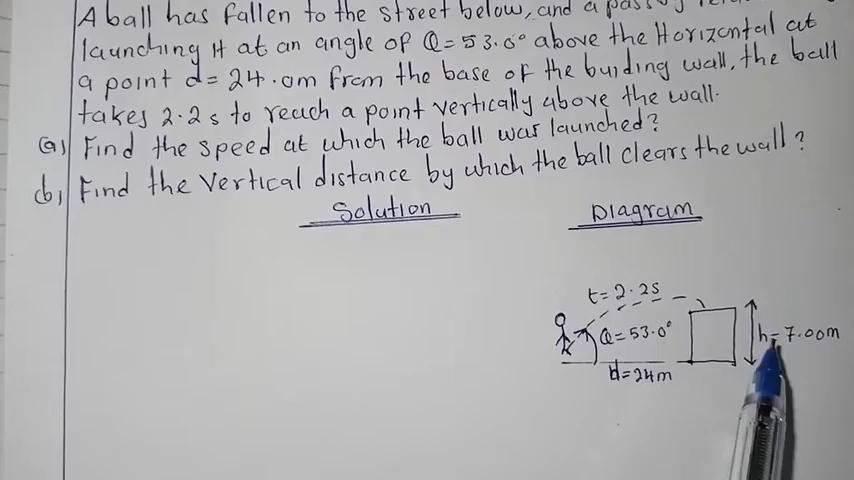 A ball has fallen to the street below, and a
launching it at an angle of Q = 53.0° above the Horizontal at
a point d = 24.0m from the base of the buiding wall, the ball
takes 2.2s to reach a point vertically above the wall.
(a) Find the speed at which the ball was launched?
(b) Find the Vertical distance by which the ball clears the wall?
Solution
Diagram
t = 2.2s
Q = 53.0°
h = 7.00m
d = 24m